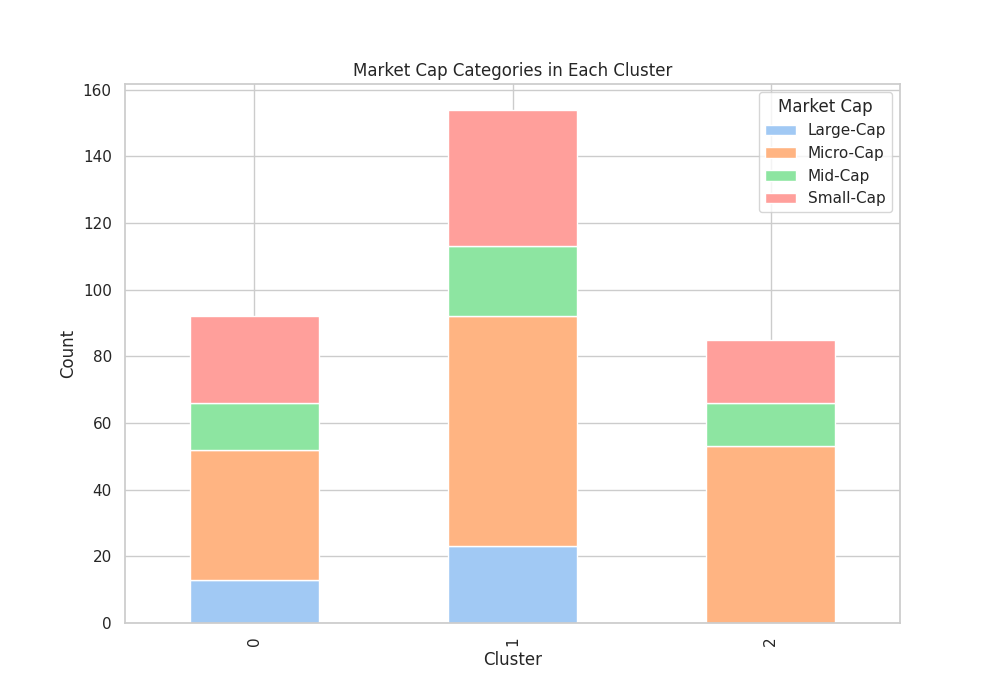 Market Cap Categories in Each Cluster
160
140
120
100
80
60
40
20
0
Count
Market Cap
Large-Cap
Micro-Cap
Mid-Cap
Small-Cap
0
1
2
Cluster